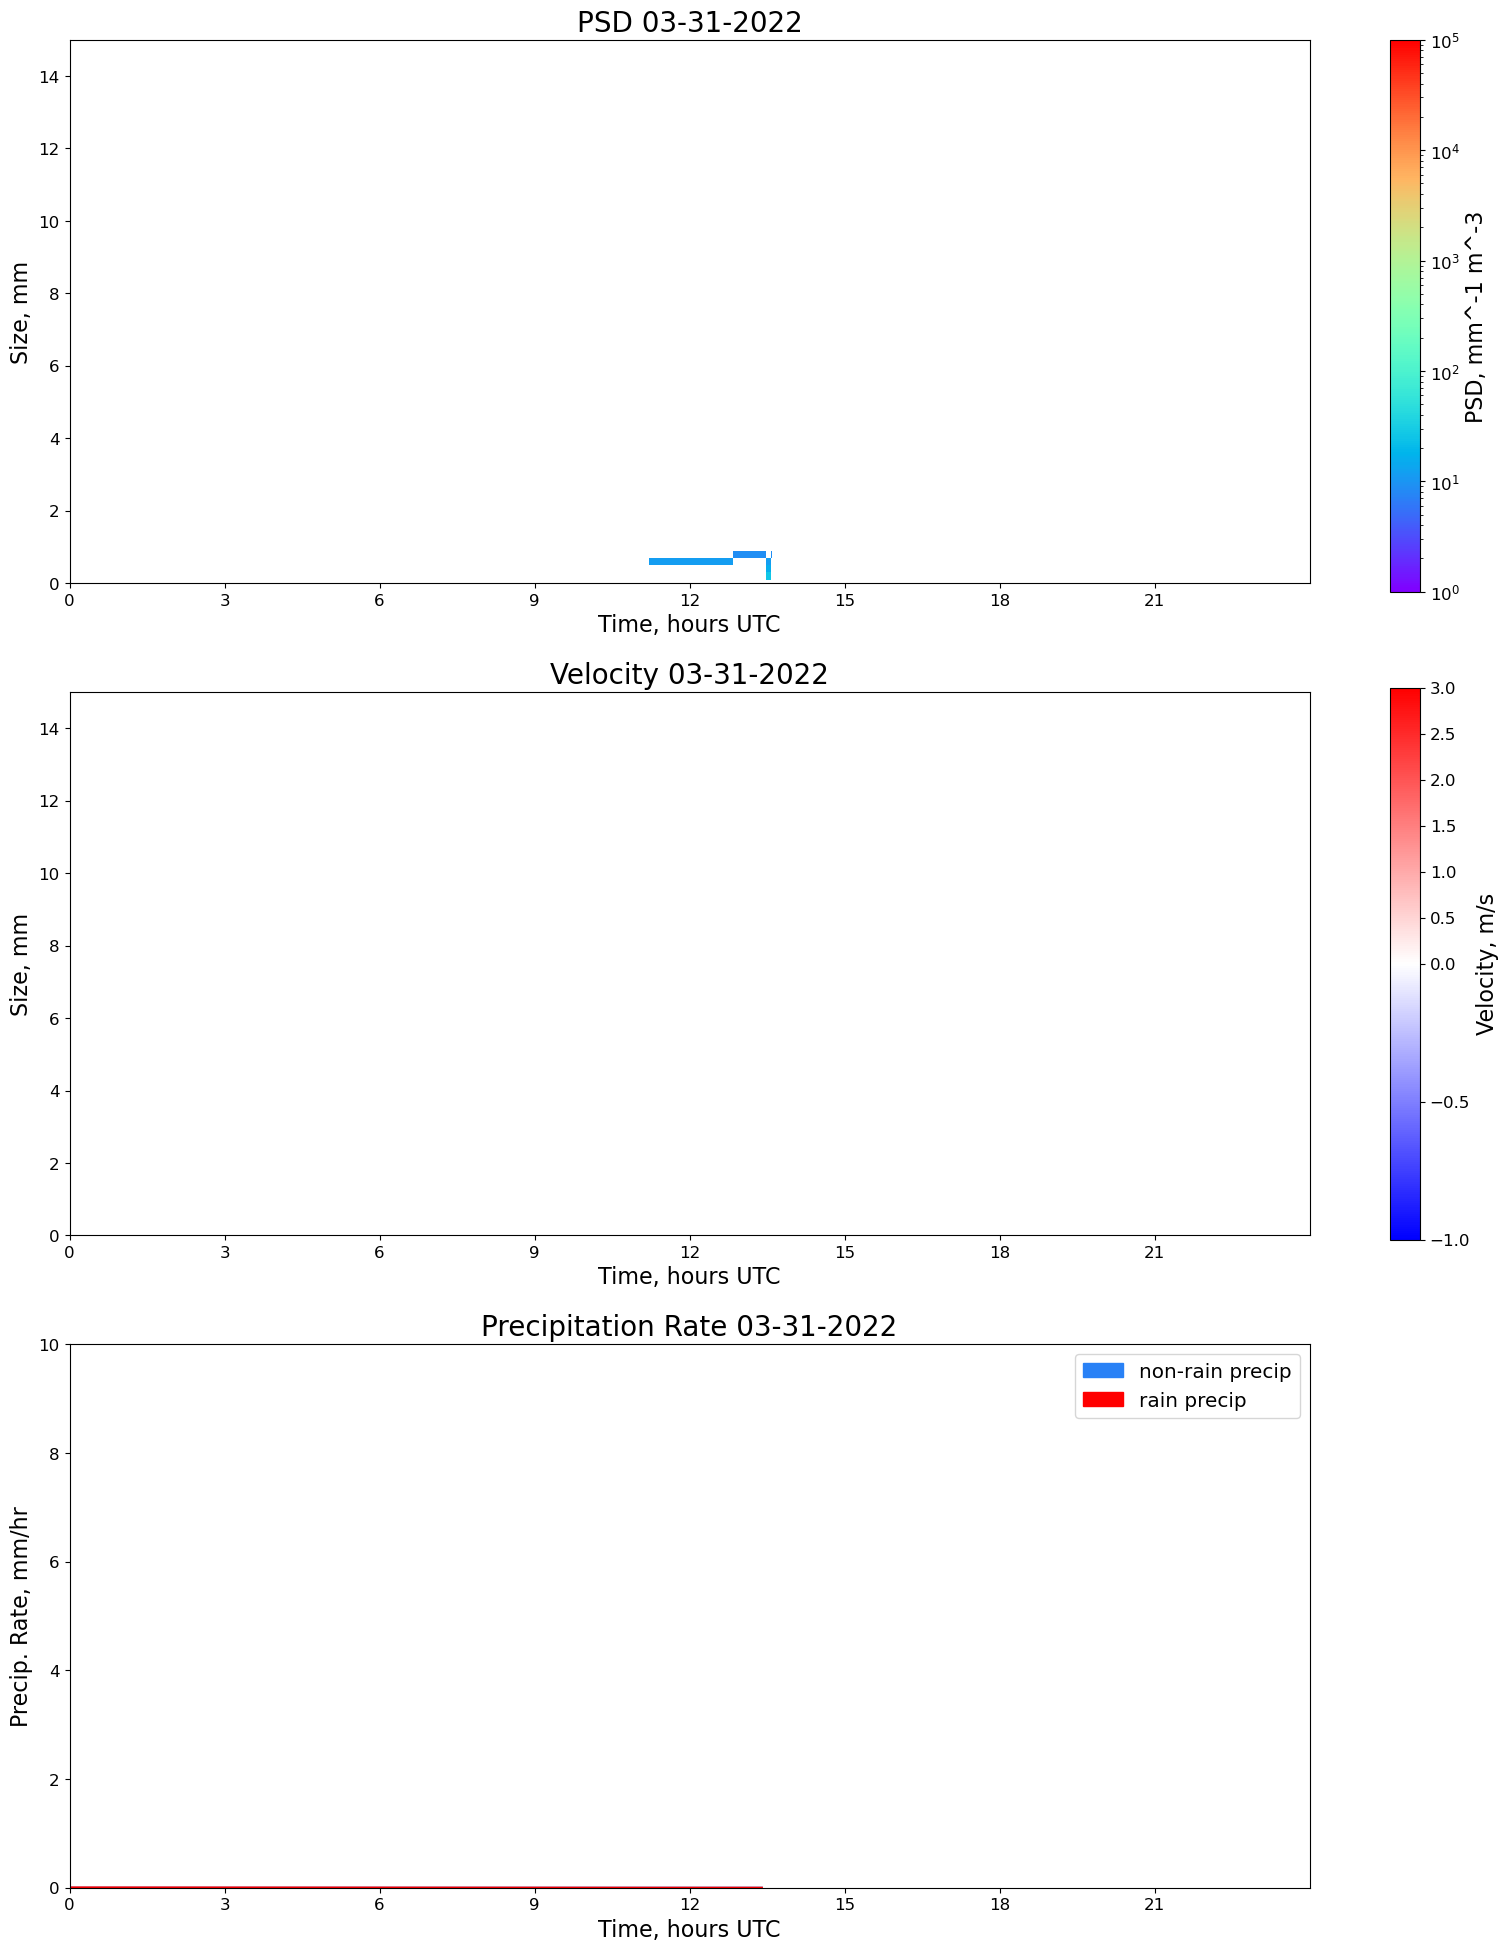 PSD 03-31-2022
14
12
10
8
6
4
2
0
Size, mm
0 3 6 9 12 15 18 21
Time, hours UTC
10^5
10^4
10^3
10^2
10^1
10^0
PSD, mm^-1 m^-3
Velocity 03-31-2022
14
12
10
8
6
4
2
0
Size, mm
0 3 6 9 12 15 18 21
Time, hours UTC
3.0
2.5
2.0
1.5
1.0
0.5
0.0
−0.5
−1.0
Velocity, m/s
Precipitation Rate 03-31-2022
10
8
6
4
2
0
Precip. Rate, mm/hr
non-rain precip
rain precip
0 3 6 9 12 15 18 21
Time, hours UTC